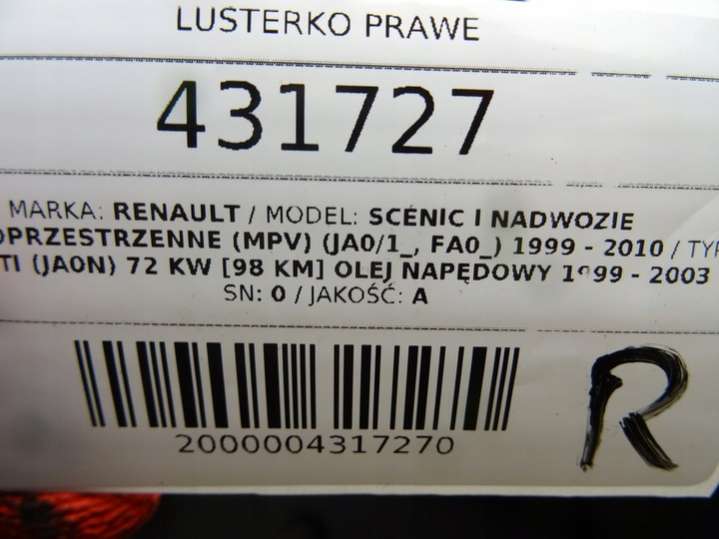 LUSTERKO PRAWE
431727
MARKA: RENAULT / MODEL: SCÉNIC I NADWOZIE
OPRZESTRZENNE (MPV) (JA0/1_, FA0_) 1999 - 2010 / TYP
TI (JA0N) 72 KW [98 KM] OLEJ NAPĘDOWY 1999 - 2003
SN: 0 / JAKOŚĆ: A
2000004317270
R